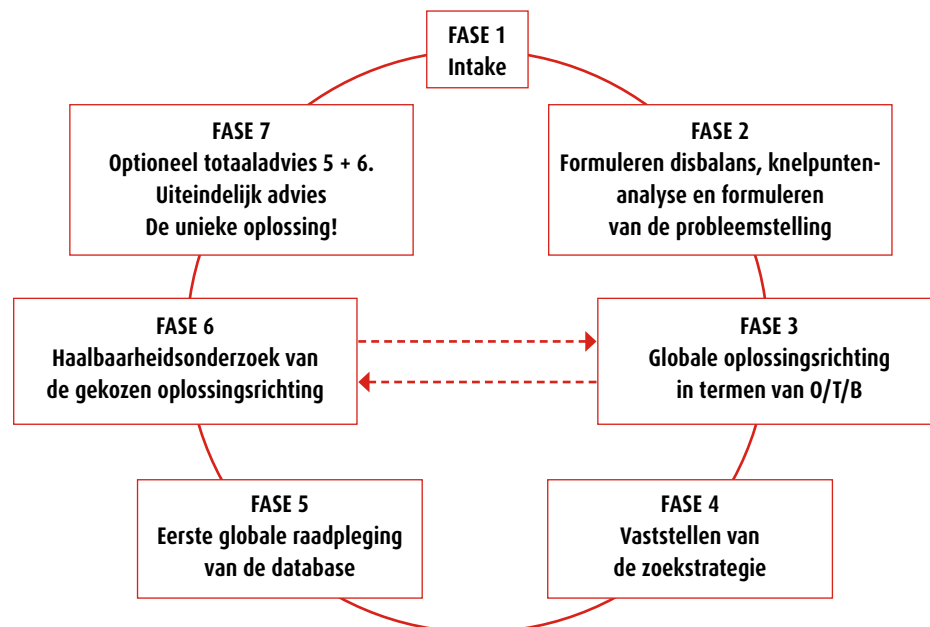 FASE 1
Intake
FASE 2
Formuleren disbalans, knelpunten-
analyse en formuleren
van de probleemstelling
FASE 3
Globale oplossingsrichting
in termen van O/T/B
FASE 4
Vaststellen van
de zoekstrategie
FASE 5
Eerste globale raadpleging
van de database
FASE 6
Haalbaarheidsonderzoek van
de gekozen oplossingsrichting
FASE 7
Optioneel totaaladvies 5 + 6.
Uiteindelijk advies
De unieke oplossing!